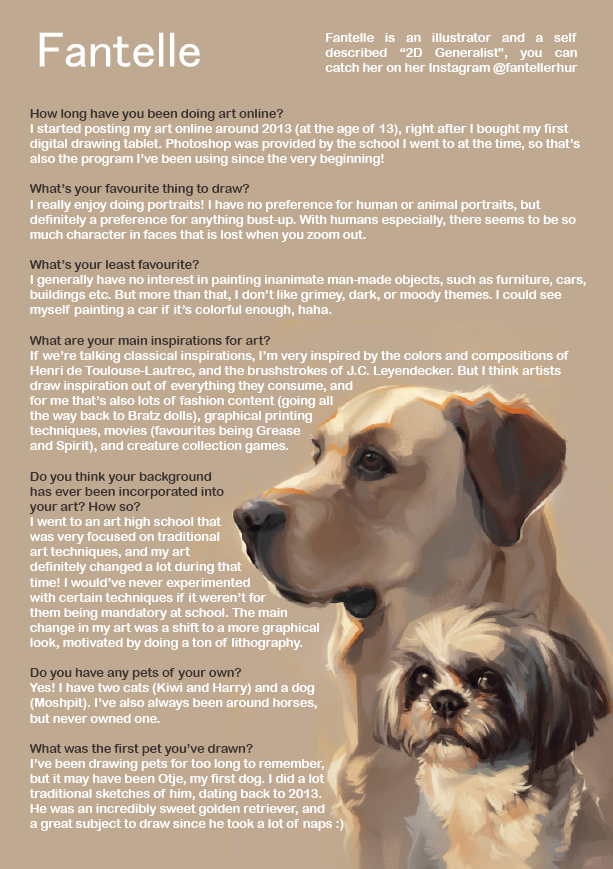 Fantelle
Fantelle is an illustrator and a self
described “2D Generalist”, you can
catch her on her Instagram @fantellerhur
How long have you been doing art online?
I started posting my art online around 2013 (at the age of 13), right after I bought my first
digital drawing tablet. Photoshop was provided by the school I went to at the time, so that’s
also the program I’ve been using since the very beginning!
What’s your favourite thing to draw?
I really enjoy doing portraits! I have no preference for human or animal portraits, but
definitely a preference for anything bust-up. With humans especially, there seems to be so
much character in faces that is lost when you zoom out.
What’s your least favourite?
I generally have no interest in painting inanimate man-made objects, such as furniture, cars,
buildings etc. But more than that, I don’t like grimey, dark, or moody themes. I could see
myself painting a car if it’s colorful enough, haha.
What are your main inspirations for art?
If we’re talking classical inspirations, I’m very inspired by the colors and compositions of
Henri de Toulouse-Lautrec, and the brushstrokes of J.C. Leyendecker. But I think artists
draw inspiration out of everything they consume, and
for me that’s also lots of fashion content (going all
the way back to Bratz dolls), graphical printing
techniques, movies (favourites being Grease
and Spirit), and creature collection games.
Do you think your background
has ever been incorporated into
your art? How so?
I went to an art high school that
was very focused on traditional
art techniques, and my art
definitely changed a lot during that
time! I would’ve never experimented
with certain techniques if it weren’t for
them being mandatory at school. The main
change in my art was a shift to a more graphical
look, motivated by doing a ton of lithography.
Do you have any pets of your own?
Yes! I have two cats (Kiwi and Harry) and a dog
(Moshpit). I’ve also always been around horses,
but never owned one.
What was the first pet you’ve drawn?
I’ve been drawing pets for too long to remember,
but it may have been Otje, my first dog. I did a lot
traditional sketches of him, dating back to 2013.
He was an incredibly sweet golden retriever, and
a great subject to draw since he took a lot of naps :)